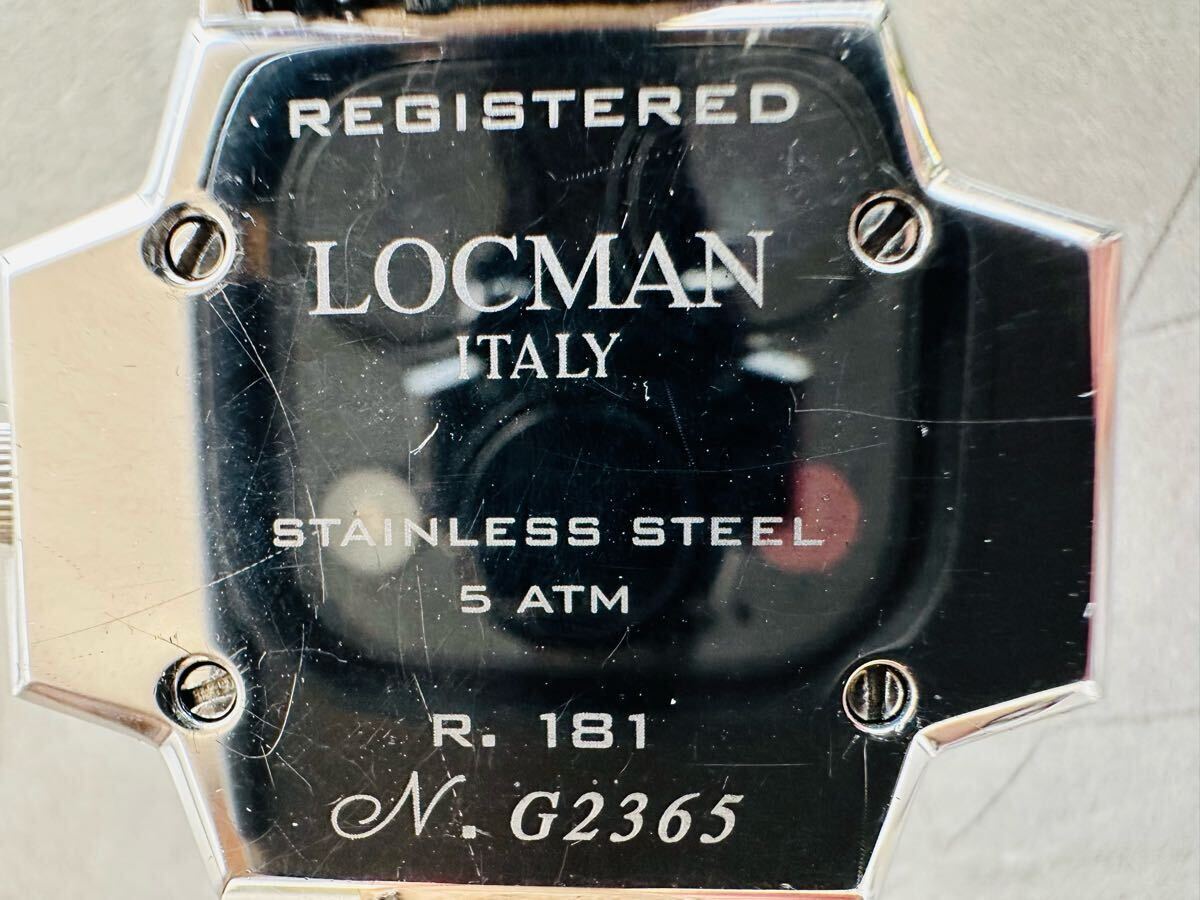 REGISTERED
LOCMAN
ITALY
STAINLESS STEEL
5 ATM
R. 181
N. G2365